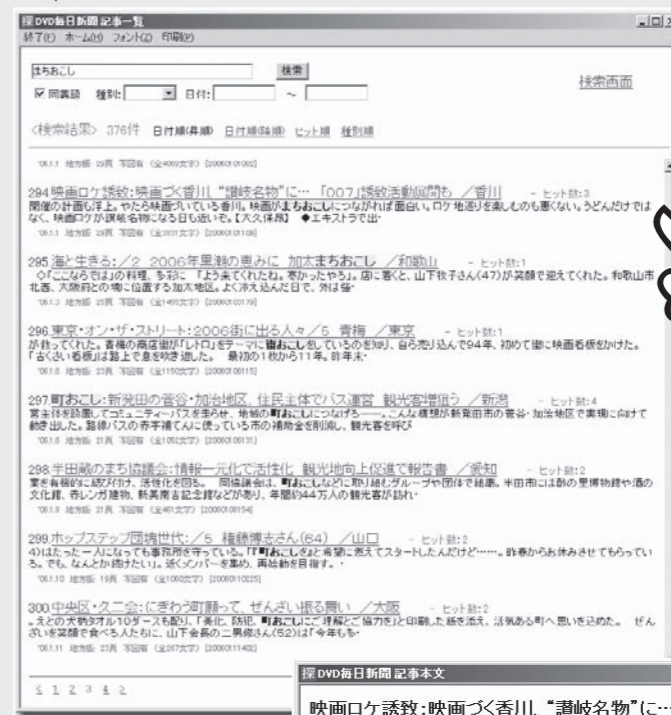 探DVD毎日新聞 記事一覧
終了(E) ホーム(H) フォント(Z) 印刷(P)
まちおこし 検索
同義語 種別: 日付: ～
検索画面
〈検索結果〉 376件 日付順(昇順) 日付順(降順) ヒット順 種別順
294.映画ロケ誘致:映画づく香川、“讃岐名物”に… 「007」誘致活動展開も ／香川 - ヒット数:3
開催の計画も浮上。やたら映画づいている香川。映画がまちおこしにつながれば面白い。ロケ地巡りを楽しむのも悪くない。うどんだけでは
なく、映画ロケが讃岐名物になる日も近いぞ。【大久保昂】 ◆エキストラで出・
295.海と生きる:／2 2006年黒潮の恵みに 加太まちおこし ／和歌山 - ヒット数:1
◇「ここならでは」の料理、多彩に 「よう来てくれたね。寒かったやろ」。店に着くと、山下牧子さん(47)が笑顔で迎えてくれた。和歌山市
北西、大阪府との境に位置する加太地区。よく冷え込んだ日で、外は昼・
296.東京・オン・ザ・ストリート:2006街に出る人々／5 青梅 ／東京 - ヒット数:1
が救ってくれた。青梅の商店街が「レトロ」をテーマに街おこしをしているのを知り、自ら売り込んで94年、初めて街に映画看板をかけた。
「古くさい看板」は路上で息を吹き返した。 最初の1枚から11年。昨年末・
297.町おこし:新発田の菅谷・加治地区、住民主体でバス運営 観光客増狙う ／新潟 - ヒット数:4
営主体を設置してコミュニティーバスを走らせ、地域の町おこしにつなげる――。こんな構想が新発田市の菅谷・加治地区で実現に向けて
動き出した。路線バスの赤字補てんに使っている市の補助金を削減し、観光客を呼び
298.半田蔵のまち協議会:情報一元化で活性化 観光地向上促進で報告書 ／愛知 - ヒット数:2
業を有機的に結び付け、活性化を図る。 同協議会は、町おこしなどに取り組むグループや団体で組織。半田市には酢の里博物館や酒の
文化館、赤レンガ建物、新美南吉記念館などがあり、年間約44万人の観光客が訪れ・
299.ホップステップ団塊世代:／5 権藤博志さん(64) ／山口 - ヒット数:2
4)はたった一人になっても事務所を守っている。「『町おこしを』と希望に燃えてスタートしたんだけど……。昨春からお休みさせてもらってい
る。でも、なんとか続けたい」。近くメンバーを集め、再始動を目指す。・
300.中央区・久二会:にぎわう町願って、ぜんざい振る舞い ／大阪 - ヒット数:2
。えとの犬柄タオル10ダースも配り、「美化、防犯、町おこしにご理解とご協力を」と印刷した紙を添え、活気ある町へ思いを込めた。 ぜん
ざいを笑顔で食べる人たちに、山下会長の二男修さん(52)は「今年もを・
≤ 1 2 3 4 ≥
探DVD毎日新聞 記事本文
映画ロケ誘致:映画づく香川、“讃岐名物”に…